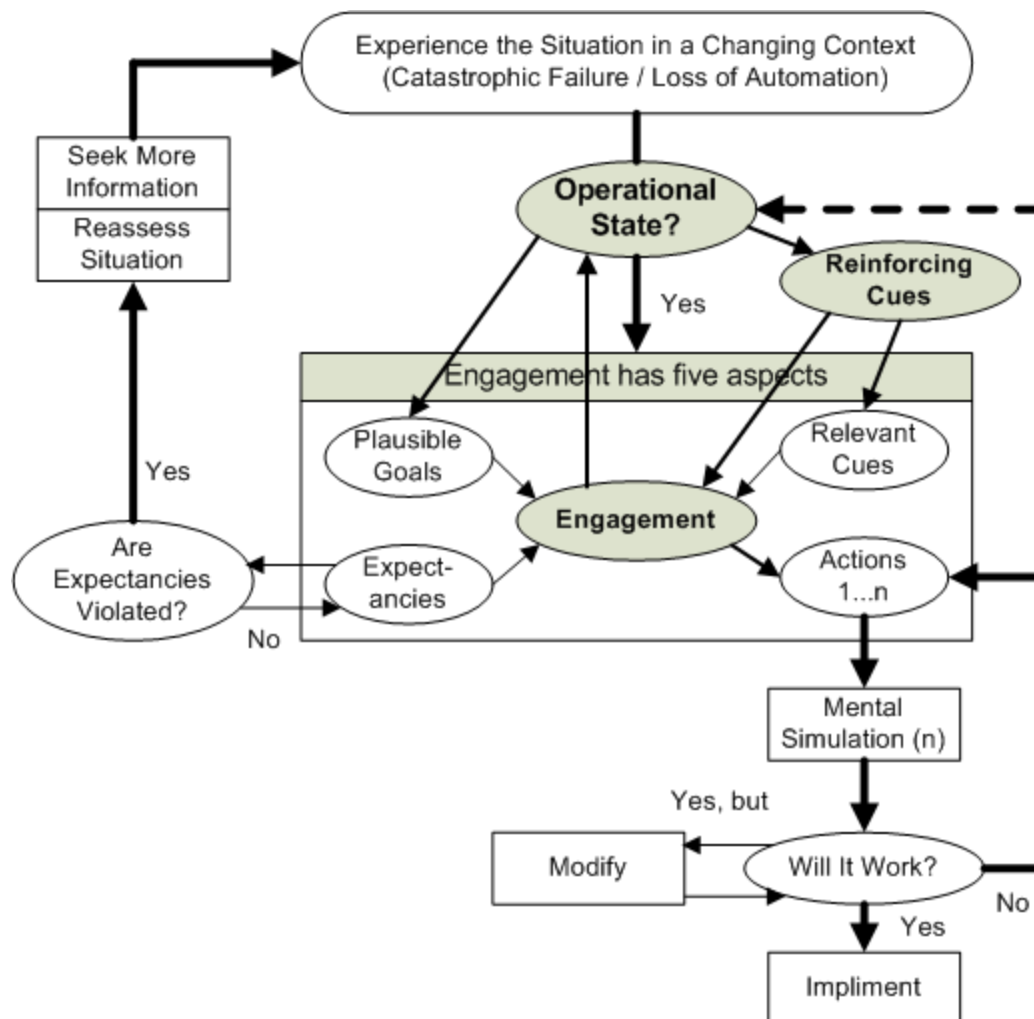 Experience the Situation in a Changing Context
(Catastrophic Failure / Loss of Automation)
Seek More
Information
Reassess
Situation
Operational
State?
Reinforcing
Cues
Yes
Engagement has five aspects
Plausible
Goals
Relevant
Cues
Yes
Engagement
Are
Expectancies
Violated?
Expect-
ancies
Actions
1...n
No
Mental
Simulation (n)
Yes, but
Modify
Will It Work?
No
Yes
Impliment